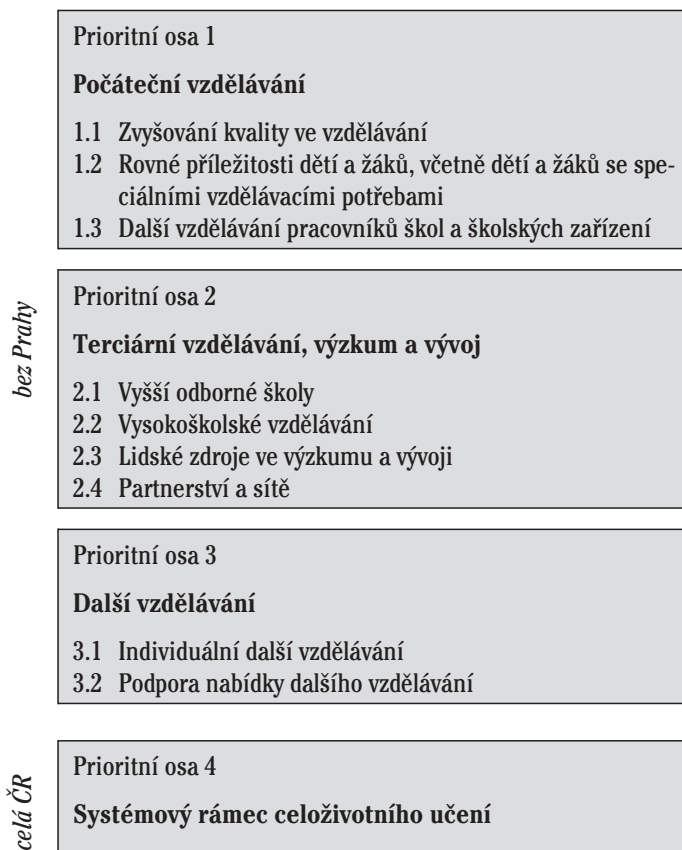 Prioritní osa 1
Počáteční vzdělávání
1.1 Zvyšování kvality ve vzdělávání
1.2 Rovné příležitosti dětí a žáků, včetně dětí a žáků se spe-
ciálními vzdělávacími potřebami
1.3 Další vzdělávání pracovníků škol a školských zařízení
bez Prahy
Prioritní osa 2
Terciární vzdělávání, výzkum a vývoj
2.1 Vyšší odborné školy
2.2 Vysokoškolské vzdělávání
2.3 Lidské zdroje ve výzkumu a vývoji
2.4 Partnerství a sítě
Prioritní osa 3
Další vzdělávání
3.1 Individuální další vzdělávání
3.2 Podpora nabídky dalšího vzdělávání
celá ČR
Prioritní osa 4
Systémový rámec celoživotního učení